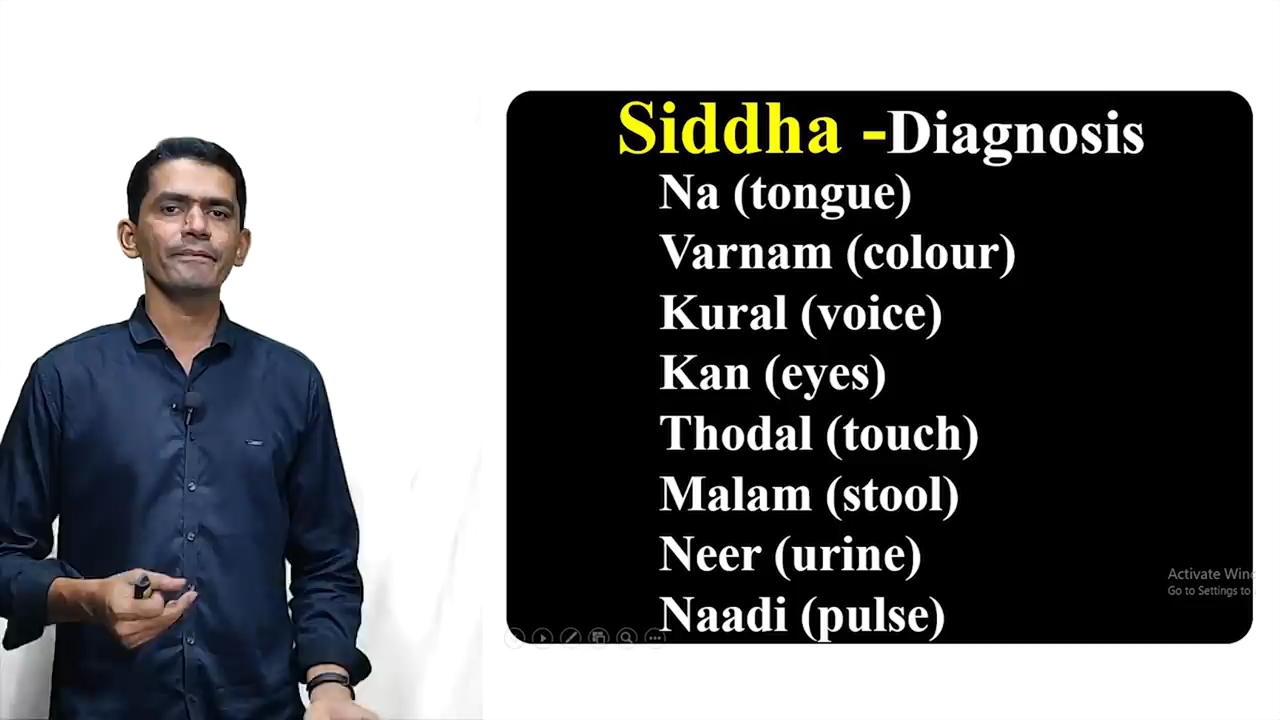 Siddha -Diagnosis
Na (tongue)
Varnam (colour)
Kural (voice)
Kan (eyes)
Thodal (touch)
Malam (stool)
Neer (urine)
Naadi (pulse)
Activate Win
Go to Settings to